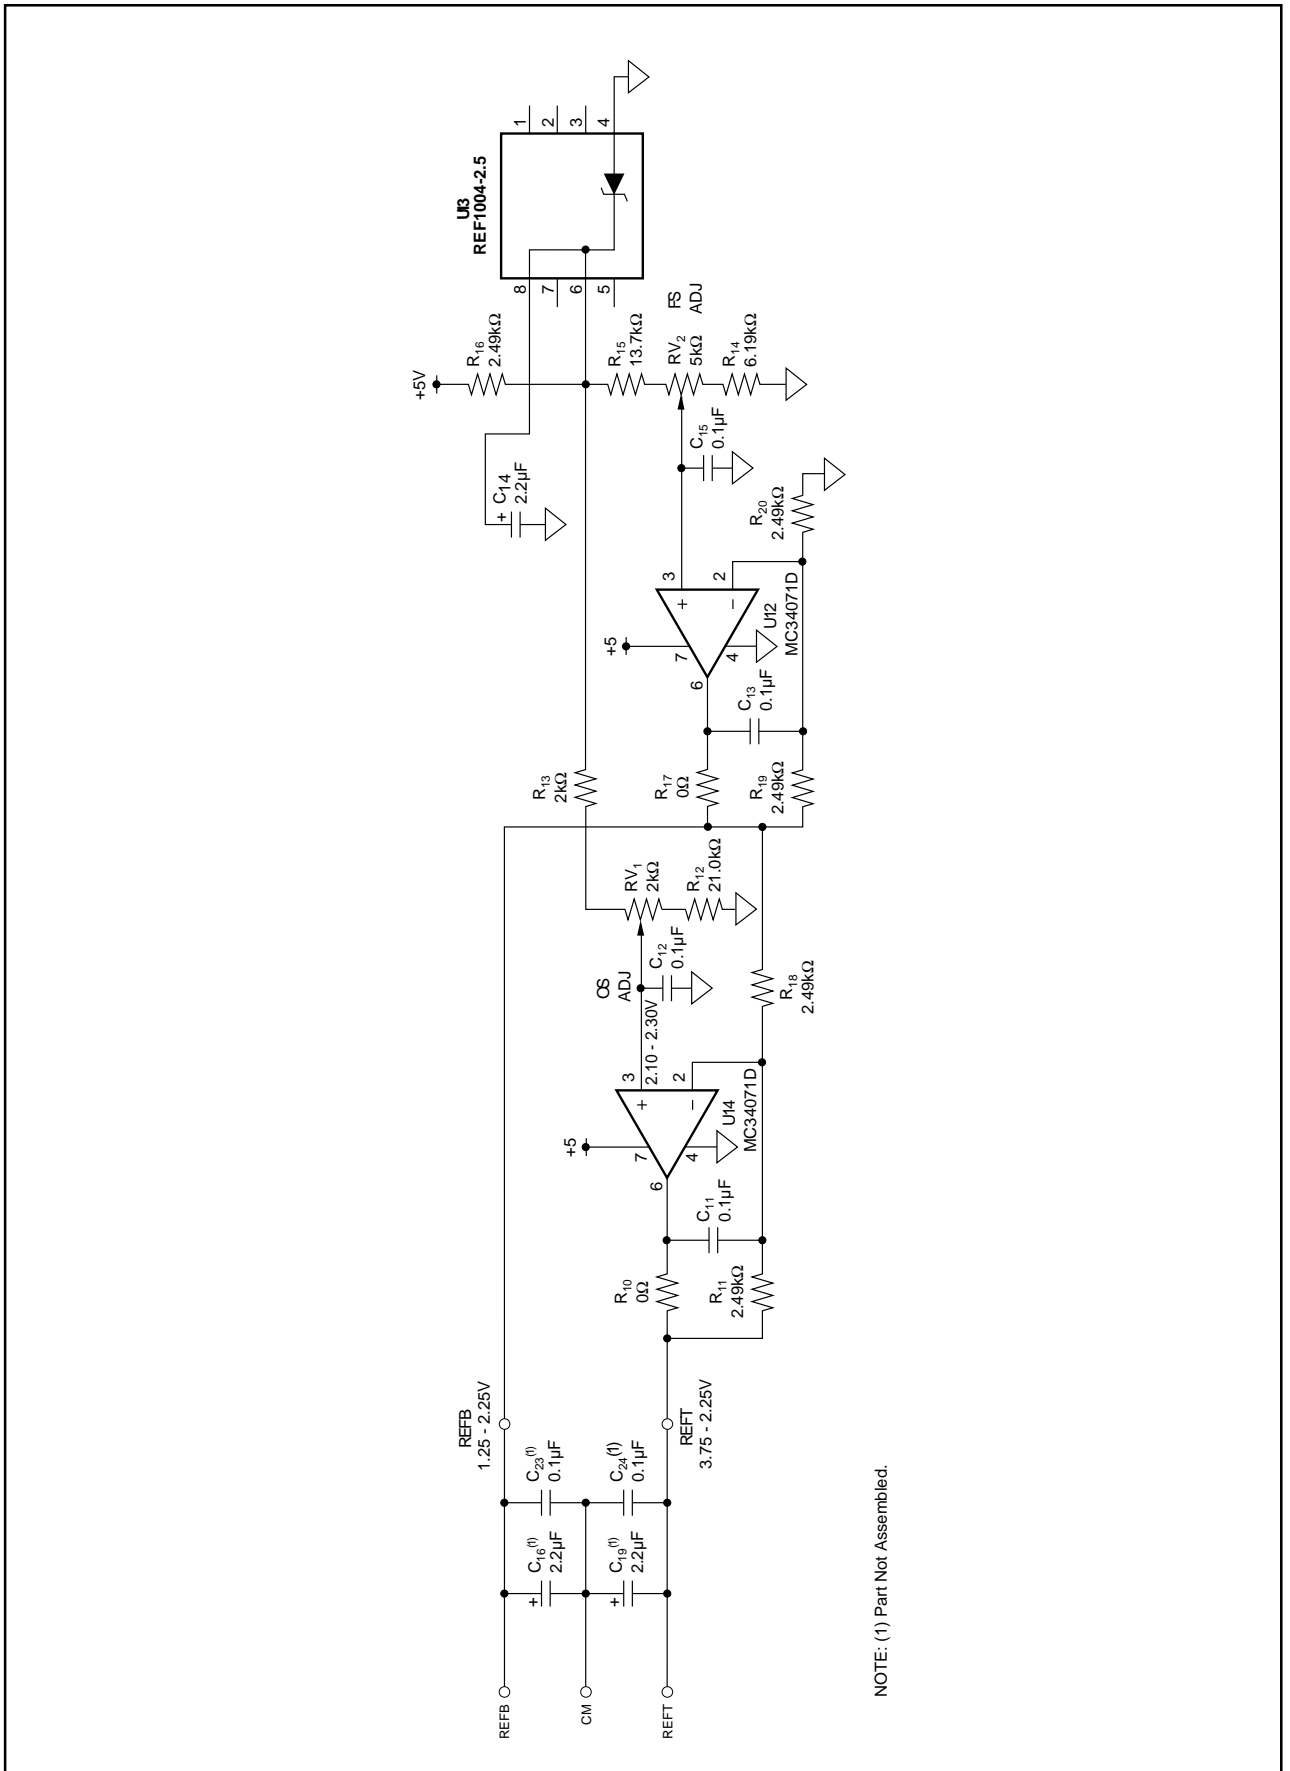 U13
REF1004-2.5
1
2
3
4
8
7
6
5
+5V
R16
2.49kΩ
C14
2.2µF
+
R15
13.7kΩ
RV2
5kΩ
FS
ADJ
R14
6.19kΩ
C15
0.1µF
R20
2.49kΩ
3
2
+
–
+5
7
4
6
U12
MC34071D
C13
0.1µF
R13
2kΩ
R17
0Ω
R19
2.49kΩ
RV1
2kΩ
R12
21.0kΩ
OS
ADJ
C12
0.1µF
2.10 - 2.30V
R18
2.49kΩ
3
2
+
–
+5
7
4
6
U14
MC34071D
C11
0.1µF
R10
0Ω
R11
2.49kΩ
REFB
1.25 - 2.25V
REFT
3.75 - 2.25V
C23(1)
0.1µF
C24(1)
0.1µF
C16(1)
2.2µF
+
C19(1)
2.2µF
+
REFB
CM
REFT
NOTE: (1) Part Not Assembled.